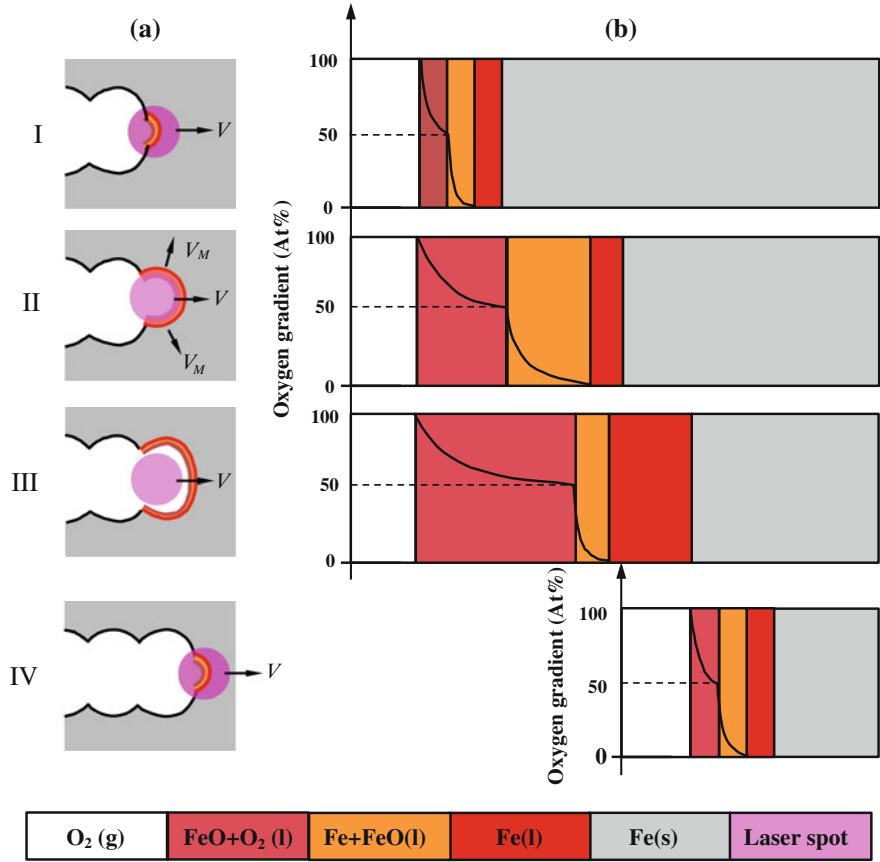 (a) (b)
I
V
100
50
0
II
V_M
V
V_M
100
50
0
Oxygen gradient (At%)
III
V
100
50
0
IV
V
Oxygen gradient (At%)
100
50
0
O₂ (g) FeO+O₂ (l) Fe+FeO(l) Fe(l) Fe(s) Laser spot